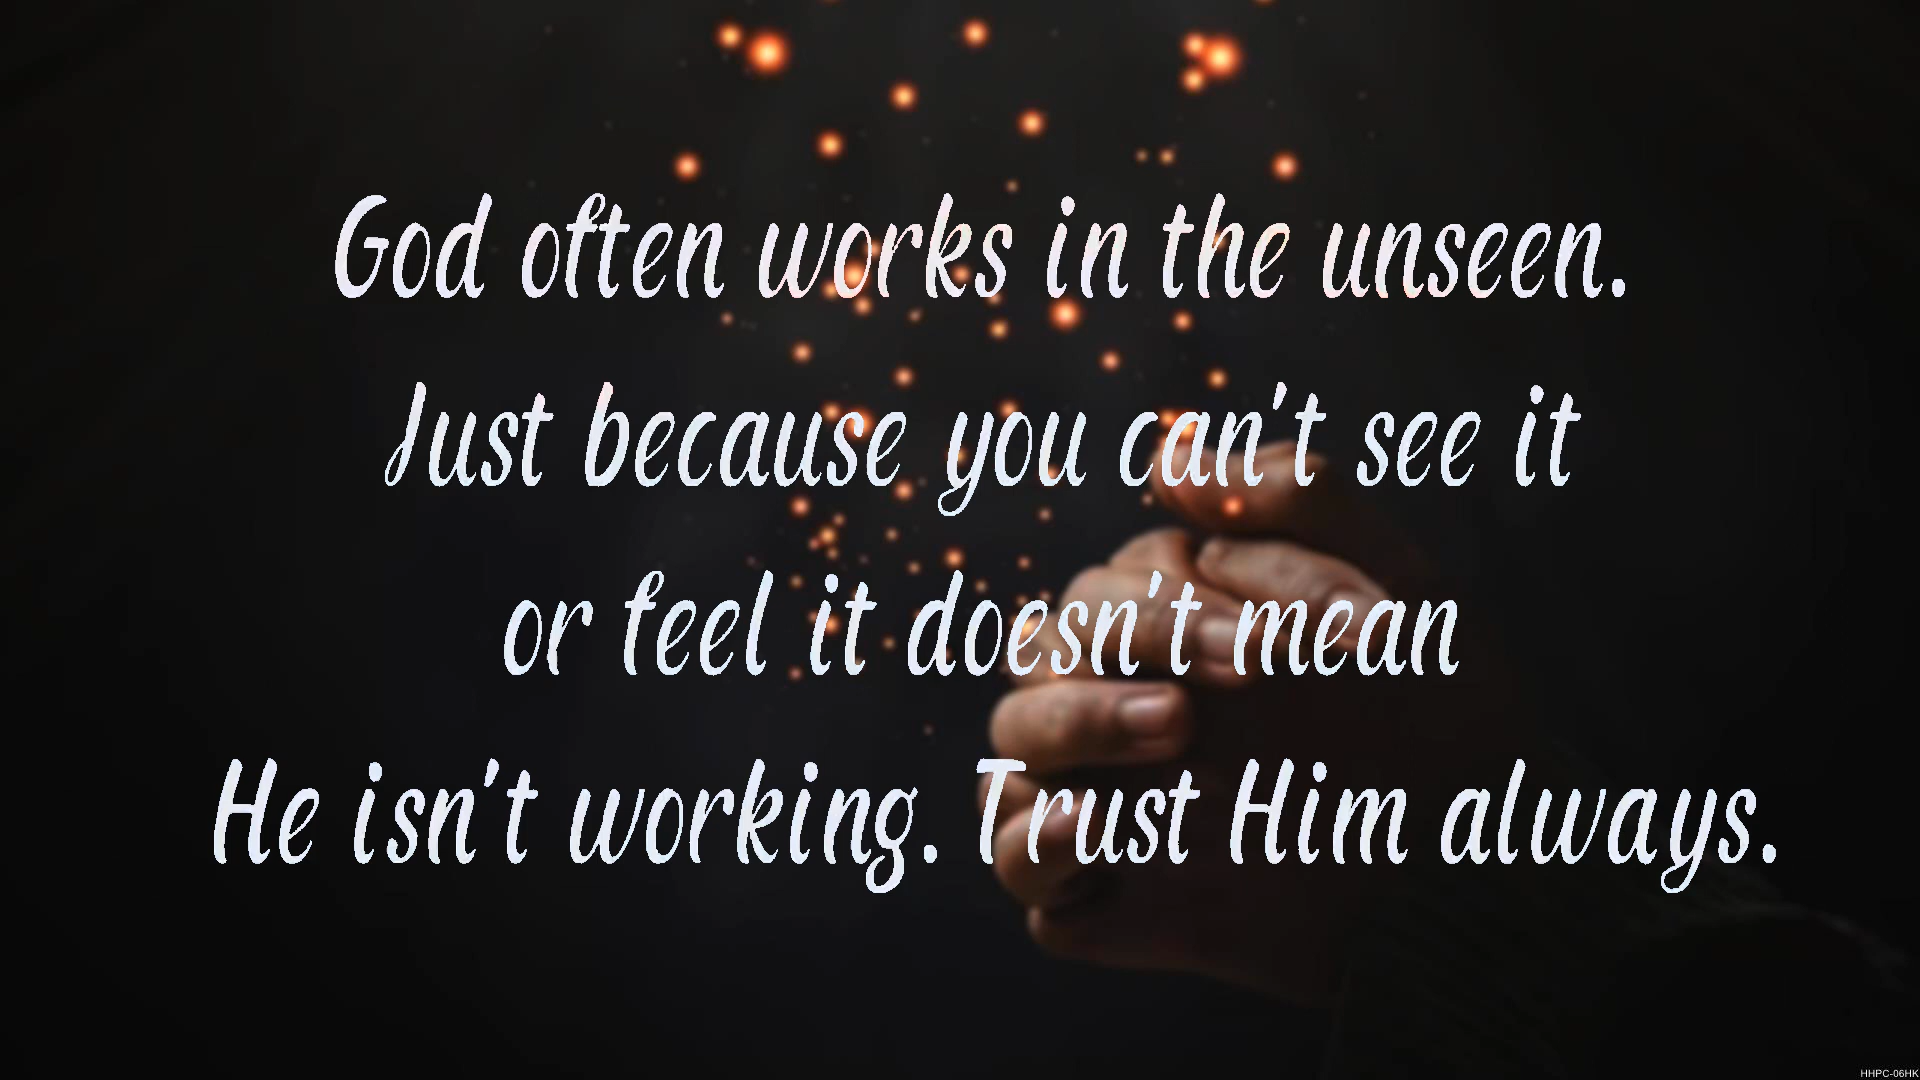 God often works in the unseen.
Just because you can't see it
or feel it doesn't mean
He isn't working. Trust Him always.
HHPC-06HK